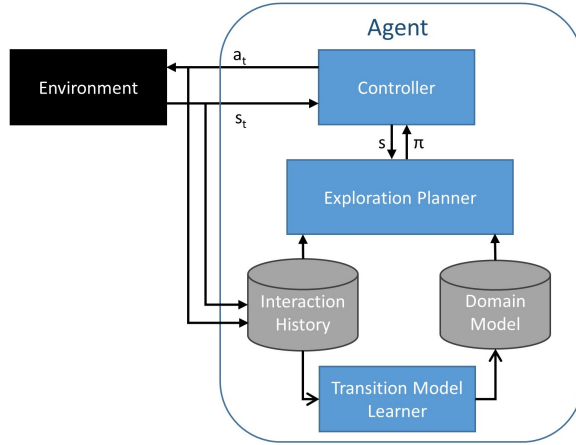 Agent
a_t
Environment
Controller
s_t
s
π
Exploration Planner
Interaction
History
Domain
Model
Transition Model
Learner